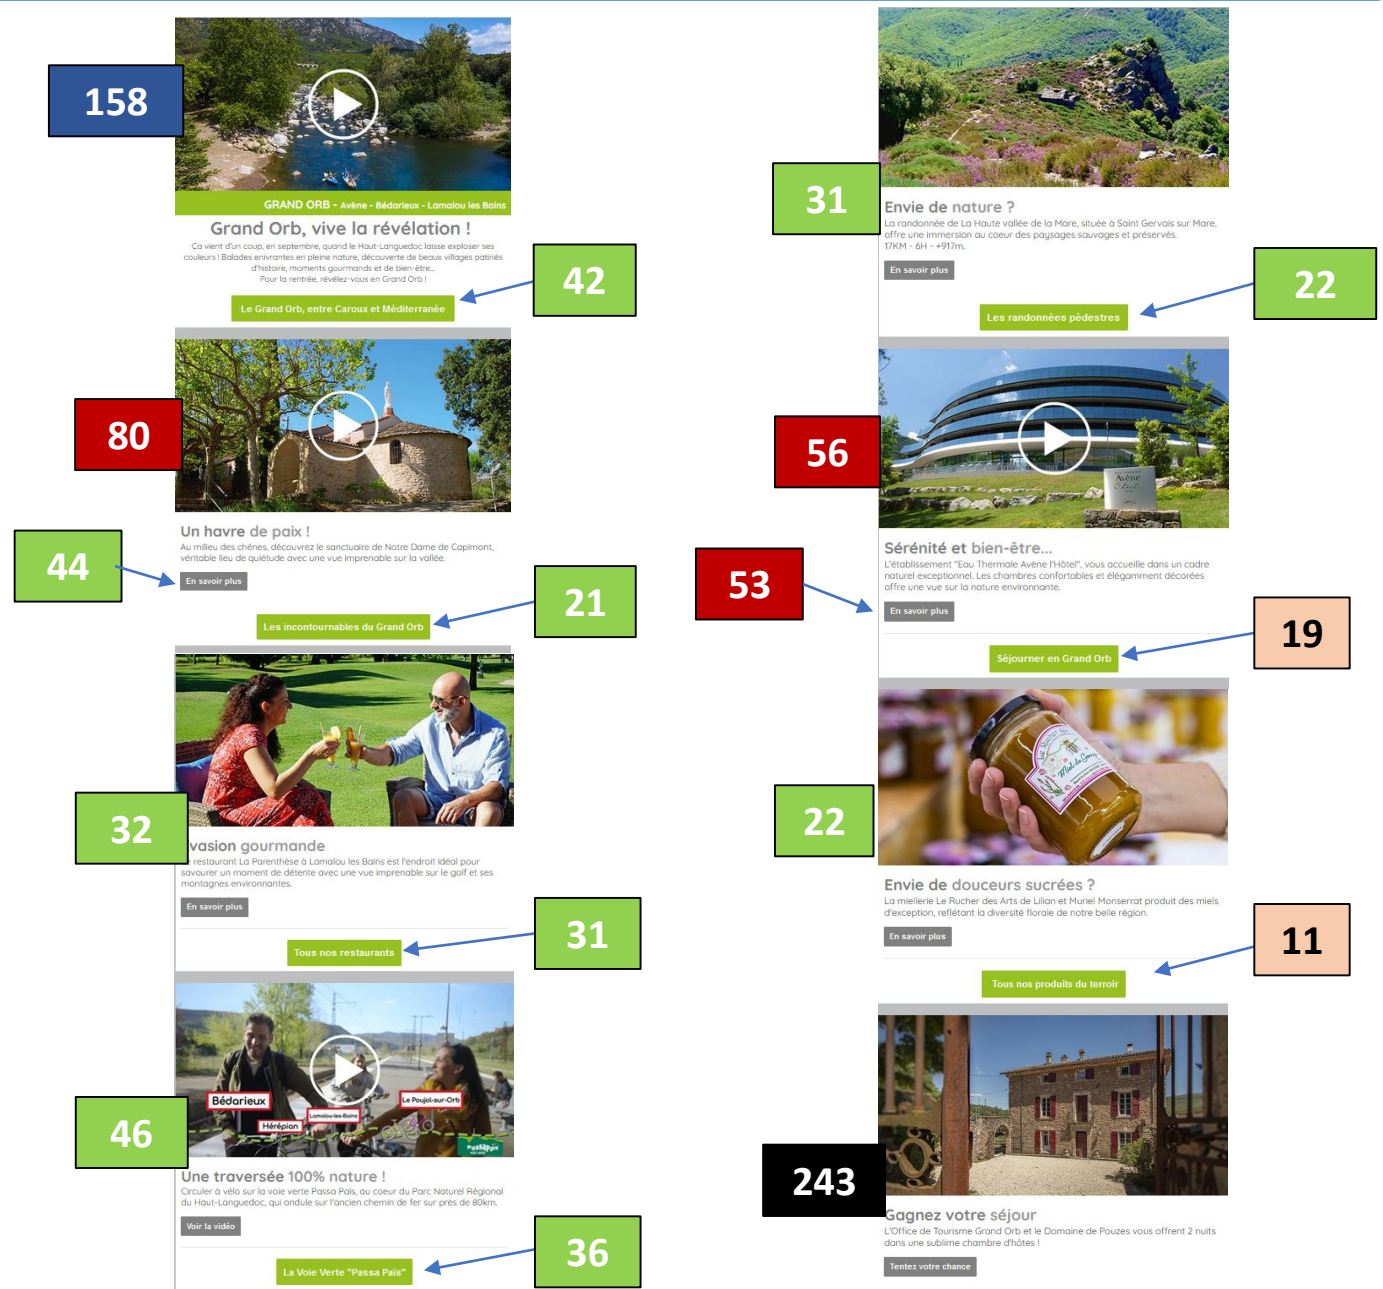 158
GRAND ORB - Avène - Bédarieux - Lamalou les Bains
Grand Orb, vive la révélation !
Ça vient d'un coup, en septembre, quand le Haut-Languedoc laisse exploser ses
couleurs ! Balades enivrantes en pleine nature, découverte de beaux villages patinés
d'histoire, moments gourmands et de bien-être...
Pour la rentrée, révélez-vous en Grand Orb !
42
Le Grand Orb, entre Caroux et Méditerranée
80
Un havre de paix !
Au milieu des chênes, découvrez le sanctuaire de Notre Dame de Capimont,
véritable lieu de quiétude avec une vue imprenable sur la vallée.
44
En savoir plus
21
Les incontournables du Grand Orb
32
vasion gourmande
restaurant La Parenthèse à Lamalou les Bains est l'endroit idéal pour
savourer un moment de détente avec une vue imprenable sur le golf et ses
montagnes environnantes.
En savoir plus
31
Tous nos restaurants
Bédarieux
Hérépian
Lamalou-les-Bains
Le Poujol-sur-Orb
PassaPaïs
46
Une traversée 100% nature !
Circuler à vélo sur la voie verte Passa Païs, au coeur du Parc Naturel Régional
du Haut-Languedoc, qui ondule sur l'ancien chemin de fer sur près de 80km.
Voir la vidéo
36
La Voie Verte "Passa Païs"
31
Envie de nature ?
La randonnée de La Haute vallée de la Mare, située à Saint Gervais sur Mare,
offre une immersion au coeur des paysages sauvages et préservés.
17KM - 6H - +917m.
En savoir plus
22
Les randonnées pédestres
56
Avène
Sérénité et bien-être...
L'établissement "Eau Thermale Avène l'Hôtel", vous accueille dans un cadre
naturel exceptionnel. Les chambres confortables et élégamment décorées
offre une vue sur la nature environnante.
53
En savoir plus
19
Séjourner en Grand Orb
22
Envie de douceurs sucrées ?
La miellerie Le Rucher des Arts de Lilian et Muriel Monserrat produit des miels
d'exception, reflétant la diversité florale de notre belle région.
En savoir plus
11
Tous nos produits du terroir
243
Gagnez votre séjour
L'Office de Tourisme Grand Orb et le Domaine de Pouzes vous offrent 2 nuits
dans une sublime chambre d'hôtes !
Tentez votre chance